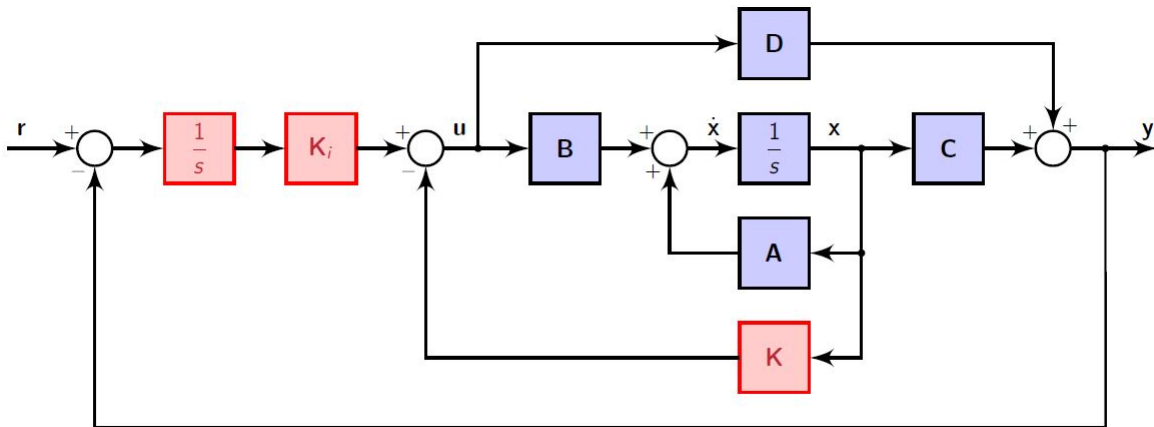 D
r + − 1/s K_i + − u B + + ẋ 1/s x C + + y
A
K